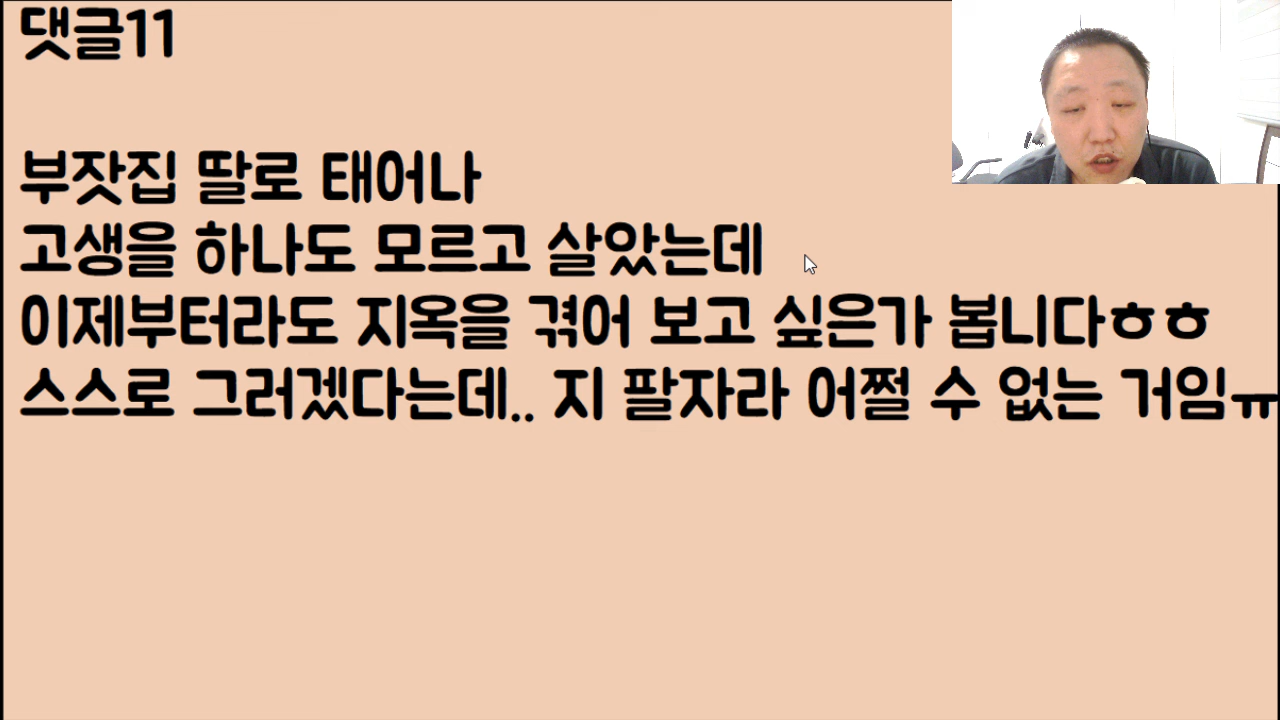 댓글11
부잣집 딸로 태어나
고생을 하나도 모르고 살았는데
이제부터라도 지옥을 겪어 보고 싶은가 봅니다ㅎㅎ
스스로 그러겠다는데.. 지 팔자라 어쩔 수 없는 거임ㅠ